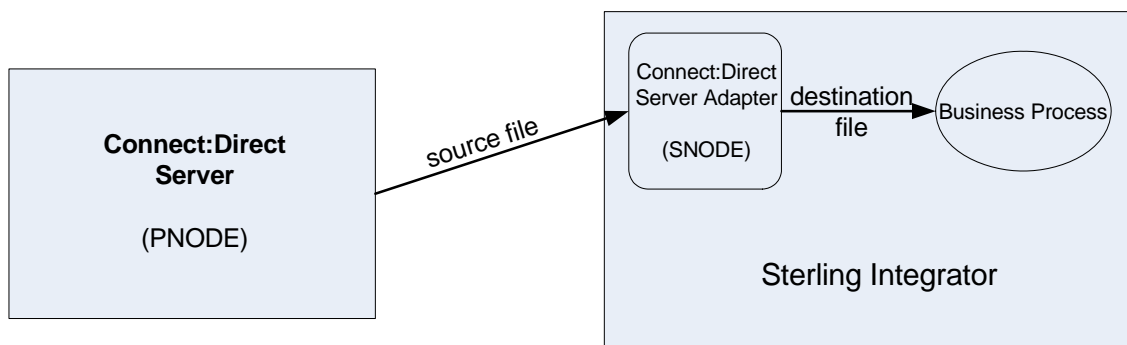 Connect:Direct
Server
(PNODE)
source file
Connect:Direct
Server Adapter
(SNODE)
destination
file
Business Process
Sterling Integrator